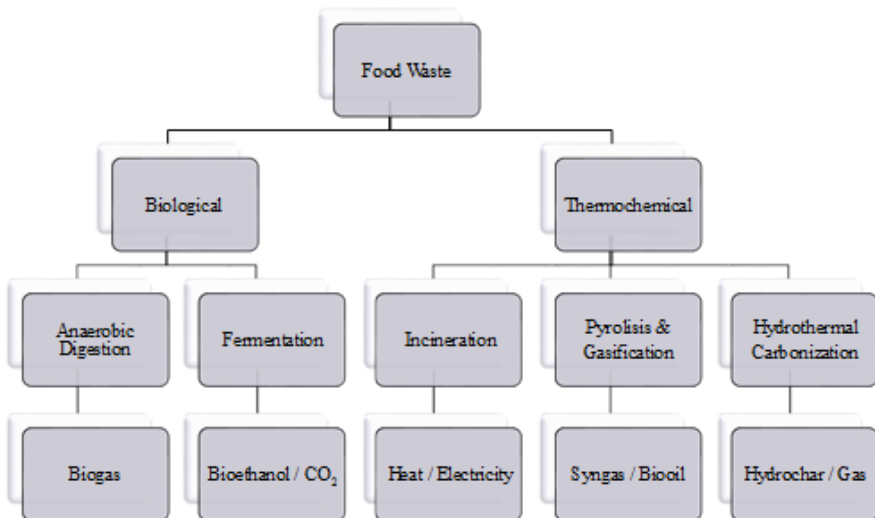 Food Waste
Biological
Thermochemical
Anaerobic
Digestion
Fermentation
Incineration
Pyrolisis &
Gasification
Hydrothermal
Carbonization
Biogas
Bioethanol / CO₂
Heat / Electricity
Syngas / Biooil
Hydrochar / Gas